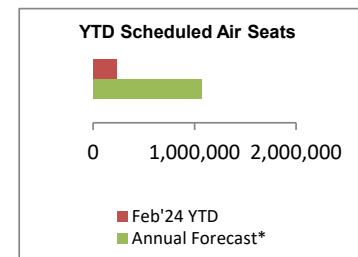 YTD Scheduled Air Seats
0 1,000,000 2,000,000
Feb'24 YTD
Annual Forecast*